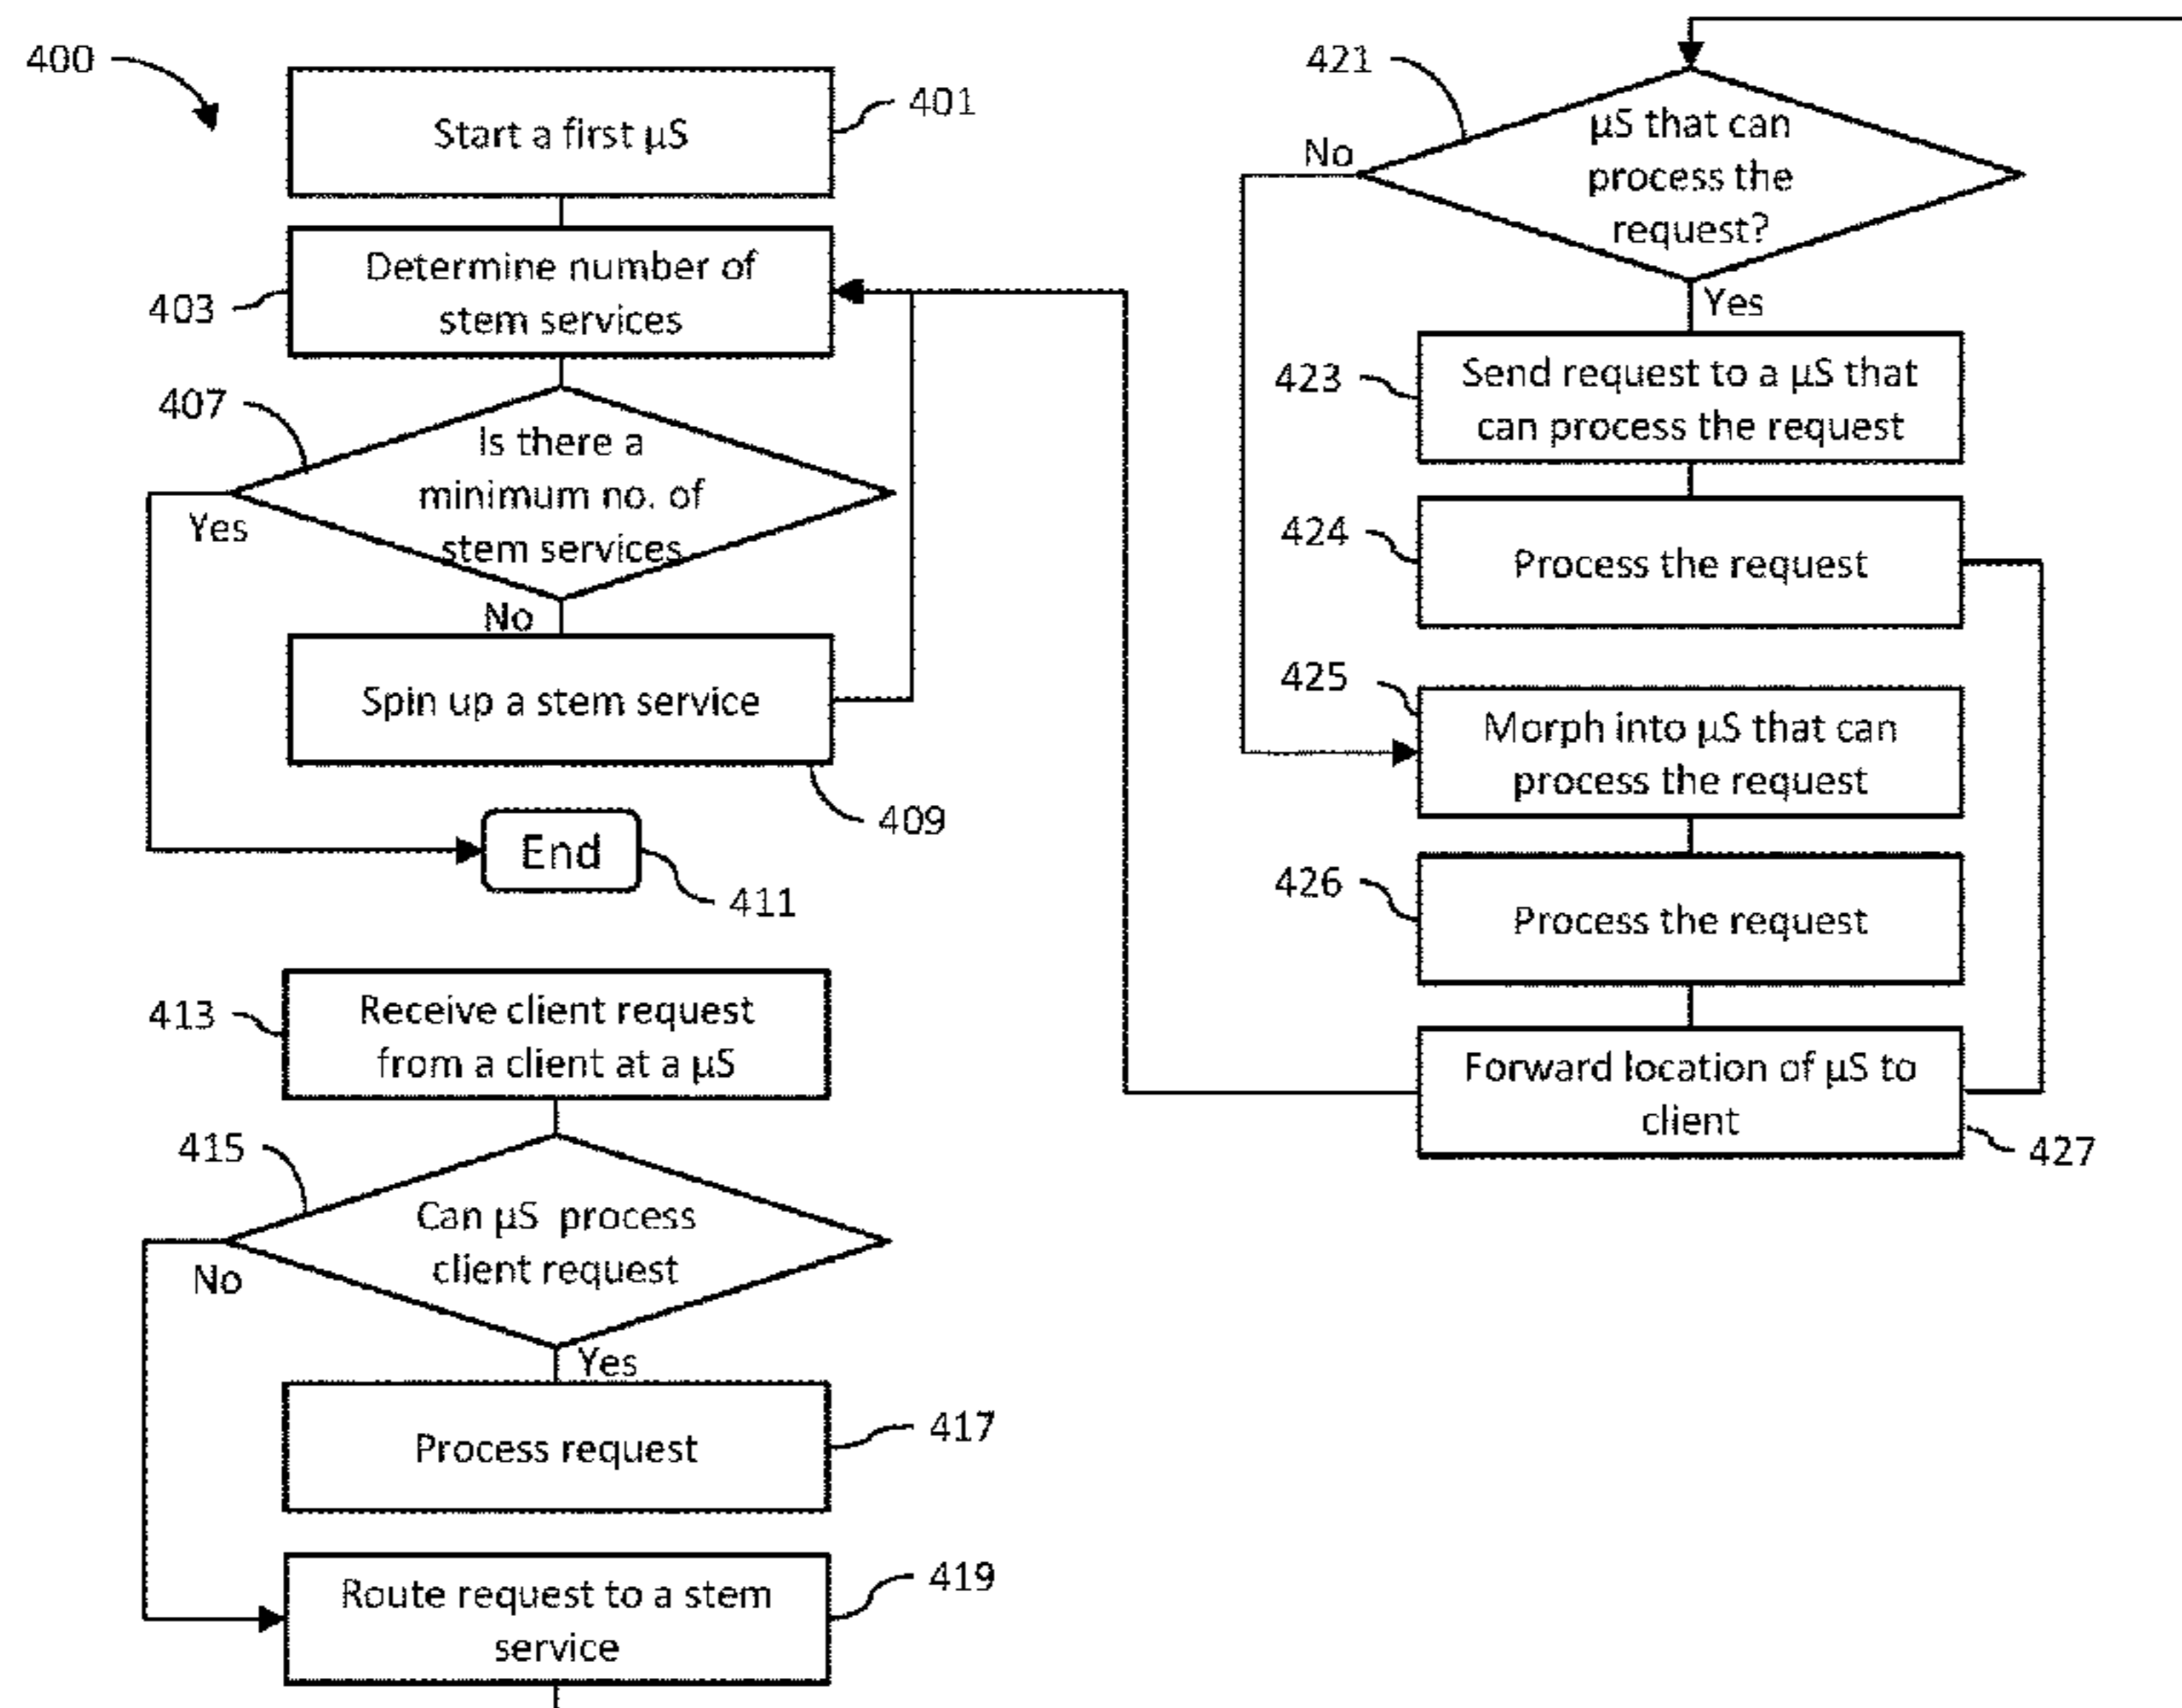 400
Start a first µS
401
Determine number of
stem services
403
407
Is there a
minimum no. of
stem services
Yes
No
Spin up a stem service
409
End
411
413
Receive client request
from a client at a µS
415
Can µS process
client request
No
Yes
Process request
417
Route request to a stem
service
419
421
µS that can
process the
request?
No
Yes
423
Send request to a µS that
can process the request
424
Process the request
425
Morph into µS that can
process the request
426
Process the request
Forward location of µS to
client
427